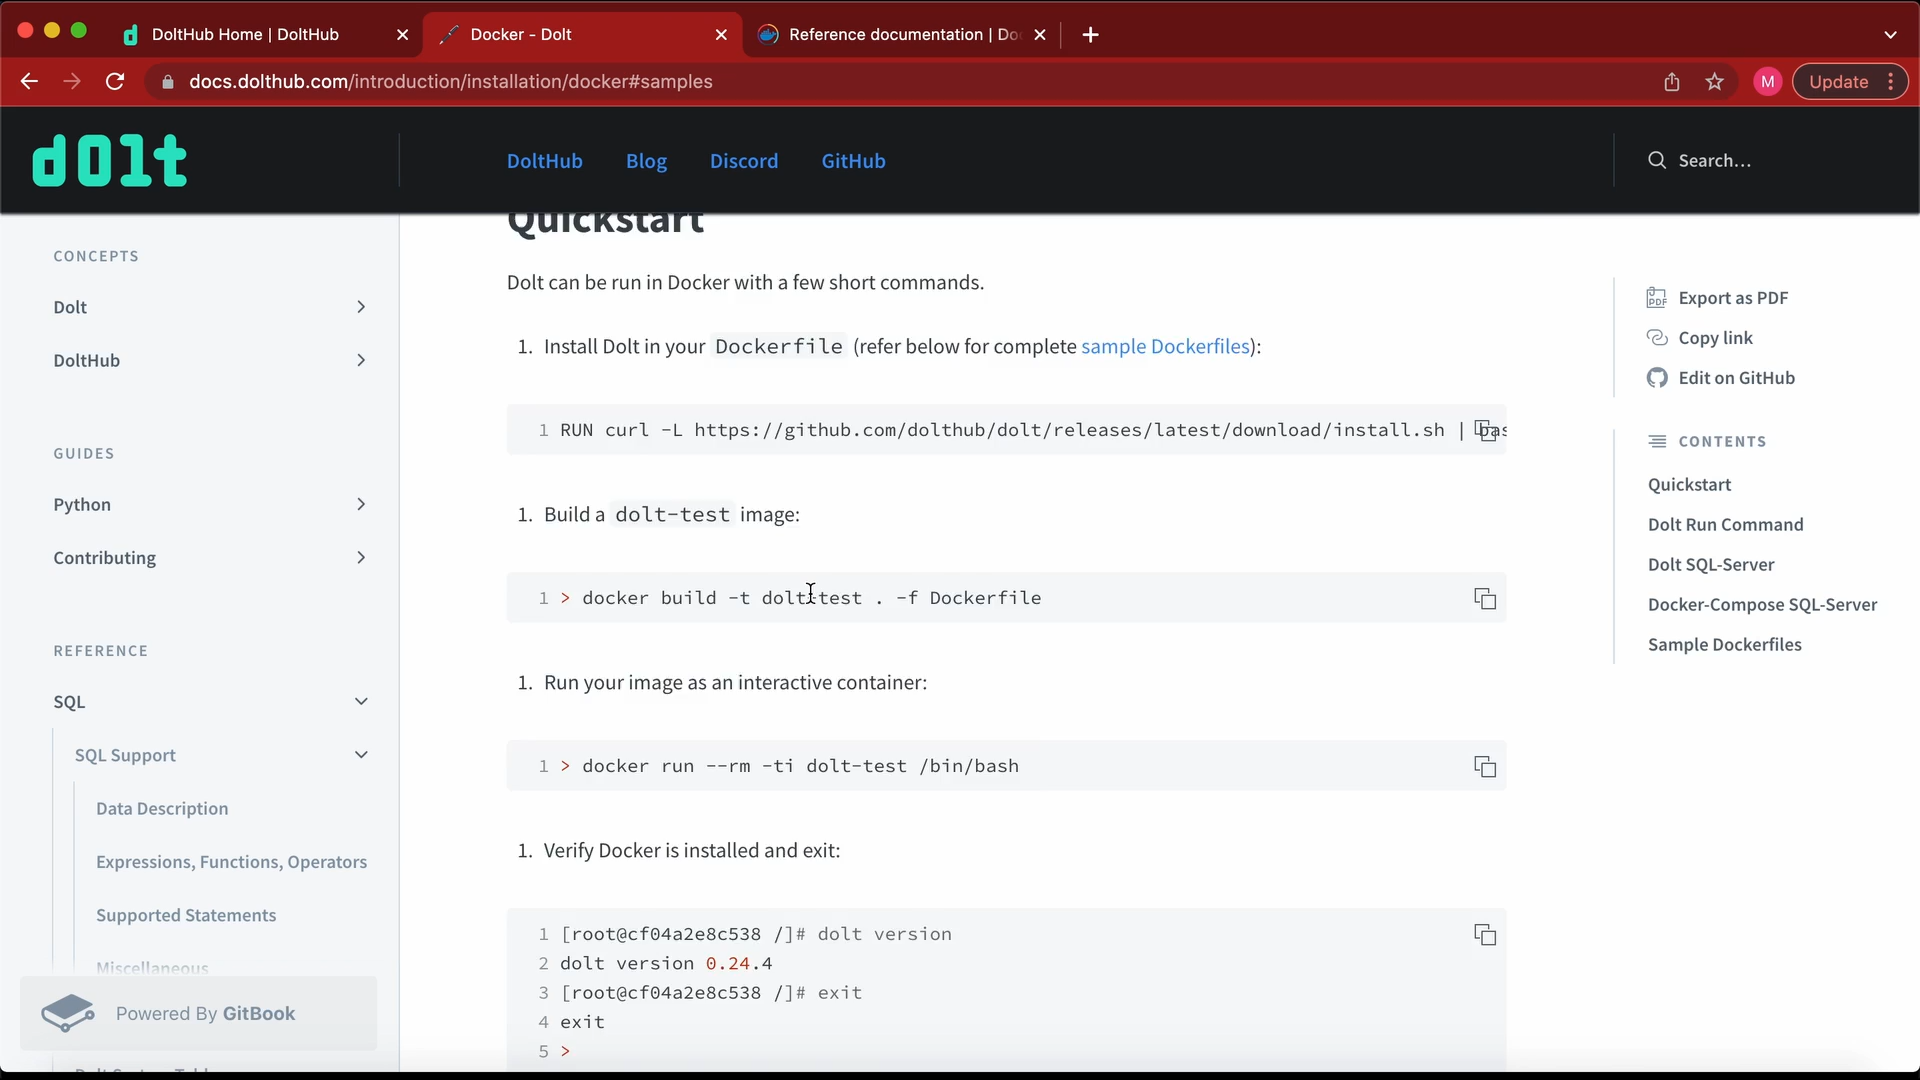 DoltHub Home | DoltHub
Docker - Dolt
Reference documentation | Do
docs.dolthub.com/introduction/installation/docker#samples
M
Update
dolt
DoltHub
Blog
Discord
GitHub
Search…
CONCEPTS
Dolt
DoltHub
GUIDES
Python
Contributing
REFERENCE
SQL
SQL Support
Data Description
Expressions, Functions, Operators
Supported Statements
Miscellaneous
Powered By GitBook
Quickstart
Dolt can be run in Docker with a few short commands.
1. Install Dolt in your Dockerfile (refer below for complete sample Dockerfiles):
1 RUN curl -L https://github.com/dolthub/dolt/releases/latest/download/install.sh | bas
1. Build a dolt-test image:
1 > docker build -t dolt-test . -f Dockerfile
1. Run your image as an interactive container:
1 > docker run --rm -ti dolt-test /bin/bash
1. Verify Docker is installed and exit:
1 [root@cf04a2e8c538 /]# dolt version
2 dolt version 0.24.4
3 [root@cf04a2e8c538 /]# exit
4 exit
5 >
PDF
Export as PDF
Copy link
Edit on GitHub
CONTENTS
Quickstart
Dolt Run Command
Dolt SQL-Server
Docker-Compose SQL-Server
Sample Dockerfiles